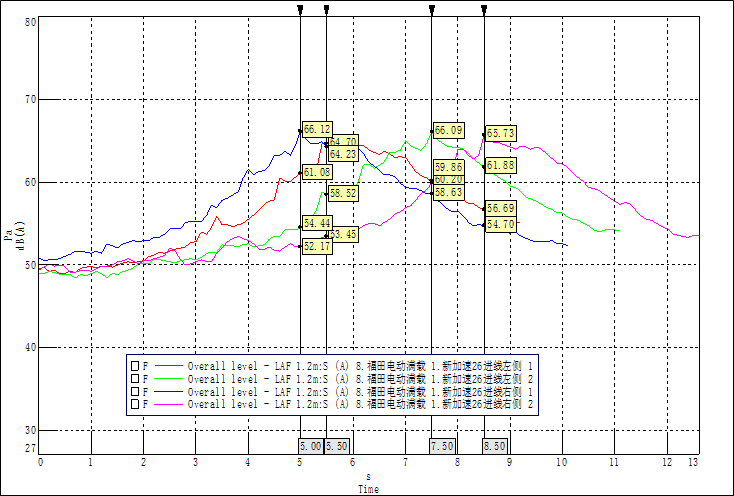 80
70
66.12
66.09
65.73
64.70
64.23
61.88
61.08
59.86
60.20
60
58.52
58.63
56.69
54.44
54.70
53.45
52.17
Pa
dB(A)
50
40
F Overall level - LAF 1.2m:S (A) 8.福田电动满载 1.新加速26进线左侧 1
F Overall level - LAF 1.2m:S (A) 8.福田电动满载 1.新加速26进线左侧 2
F Overall level - LAF 1.2m:S (A) 8.福田电动满载 1.新加速26进线右侧 1
F Overall level - LAF 1.2m:S (A) 8.福田电动满载 1.新加速26进线右侧 2
30
27
5.00 5.50 7.50 8.50
0 1 2 3 4 5 6 7 8 9 10 11 12 13
s
Time